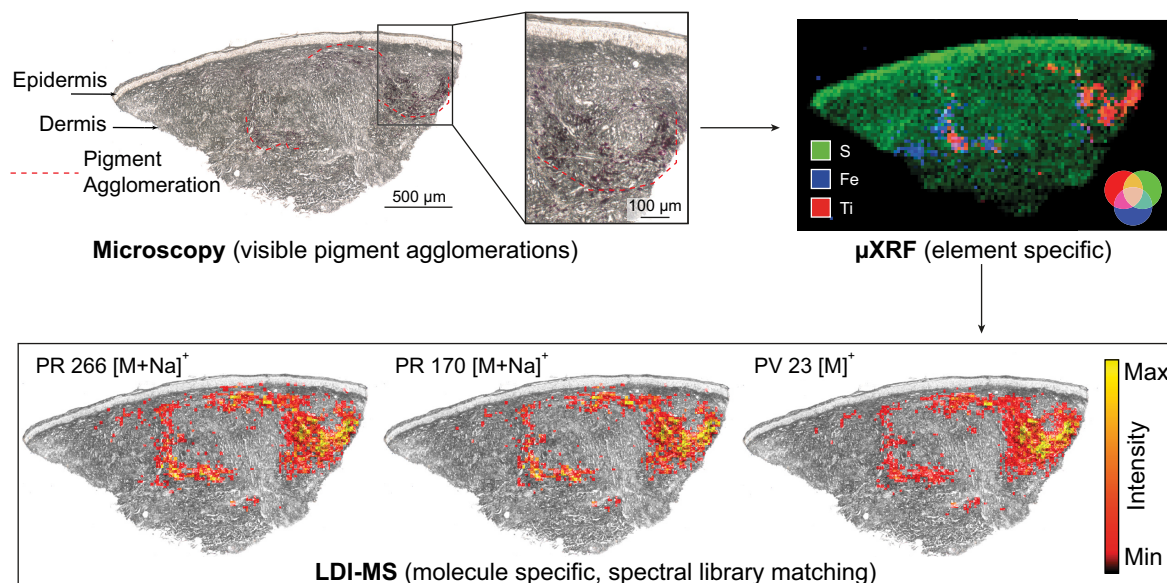 Epidermis
Dermis
Pigment
Agglomeration
500 µm
100 µm
Microscopy (visible pigment agglomerations)
S
Fe
Ti
µXRF (element specific)
PR 266 [M+Na]⁺
PR 170 [M+Na]⁺
PV 23 [M]⁺
Max
Intensity
Min
LDI-MS (molecule specific, spectral library matching)